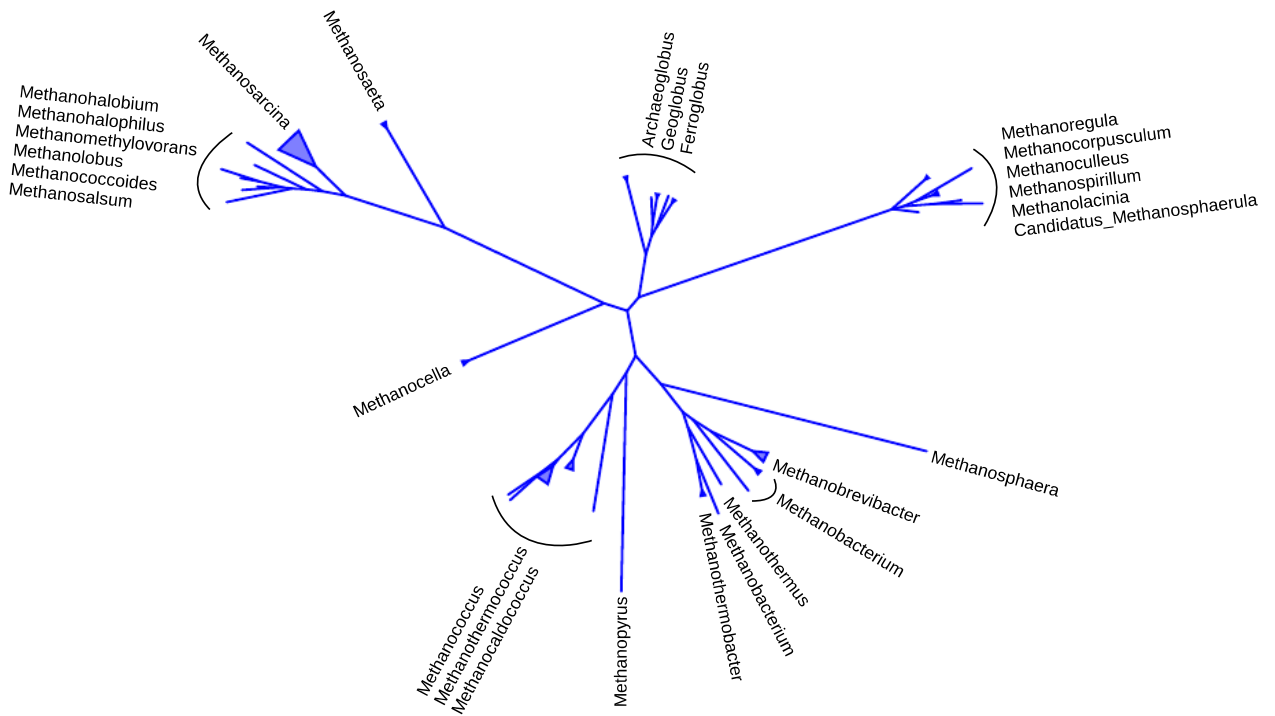 Methanosarcina
Methanosaeta
Archaeoglobus
Geoglobus
Ferroglobus
Methanohalobium
Methanohalophilus
Methanomethylovorans
Methanolobus
Methanococcoides
Methanosalsum
Methanoregula
Methanocorpusculum
Methanoculleus
Methanospirillum
Methanolacinia
Candidatus_Methanosphaerula
Methanocella
Methanosphaera
Methanobrevibacter
Methanobacterium
Methanothermus
Methanobacterium
Methanothermobacter
Methanopyrus
Methanococcus
Methanothermococcus
Methanocaldococcus